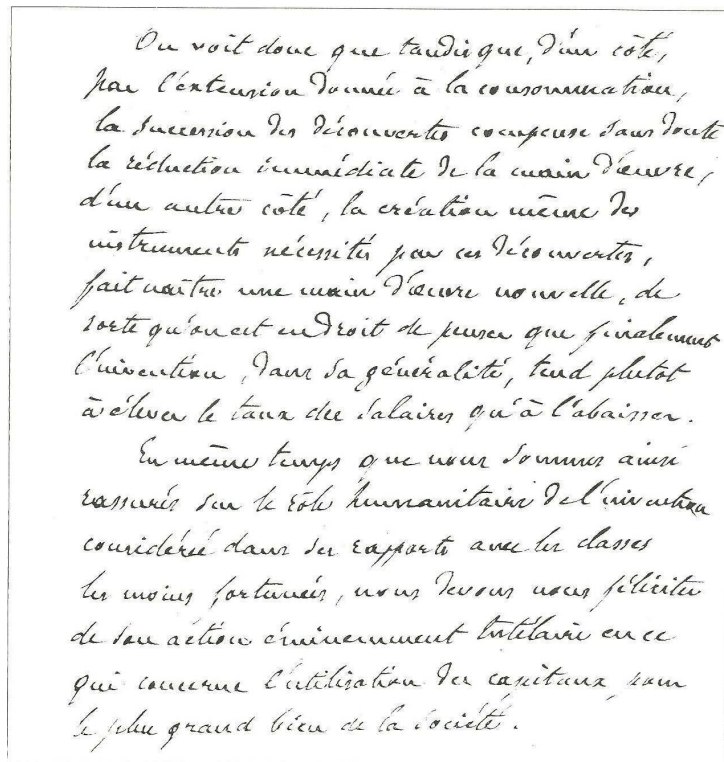 On voit donc que tandis que, d'un côté,
par l'extension donnée à la consommation,
la succession des découvertes compense sans doute
la réduction immédiate de la main d'œuvre,
d'un autre côté, la création même des
instruments nécessités par ces découvertes,
fait naître une main d'œuvre nouvelle, de
sorte qu'on est en droit de penser que finalement
l'invention, dans sa généralité, tend plutôt
à élever le taux des salaires qu'à l'abaisser.
En même temps que nous sommes ainsi
rassurés sur le rôle humanitaire de l'invention
considérée dans ses rapports avec les classes
les moins fortunées, nous devons nous féliciter
de son action éminemment tutélaire en ce
qui concerne l'utilisation des capitaux pour
le plus grand bien de la société.